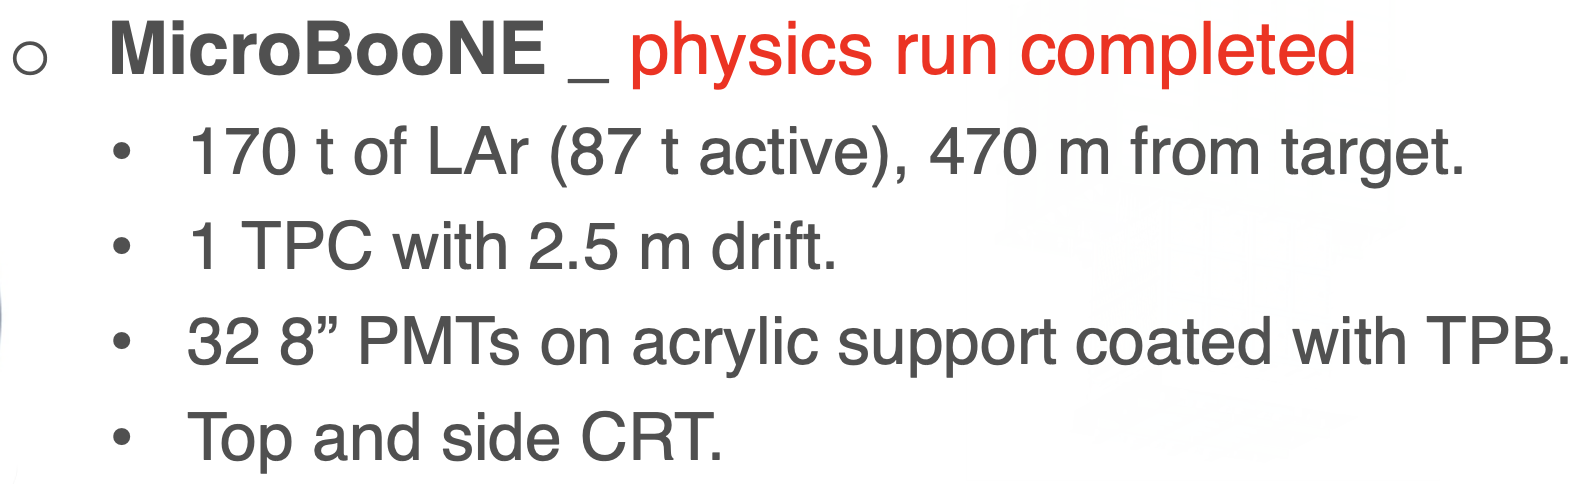 ○ MicroBooNE _ physics run completed
• 170 t of LAr (87 t active), 470 m from target.
• 1 TPC with 2.5 m drift.
• 32 8” PMTs on acrylic support coated with TPB.
• Top and side CRT.